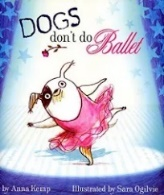 DOGS
don't do
Ballet
by Anna Kemp Illustrated by Sara Ogilvie